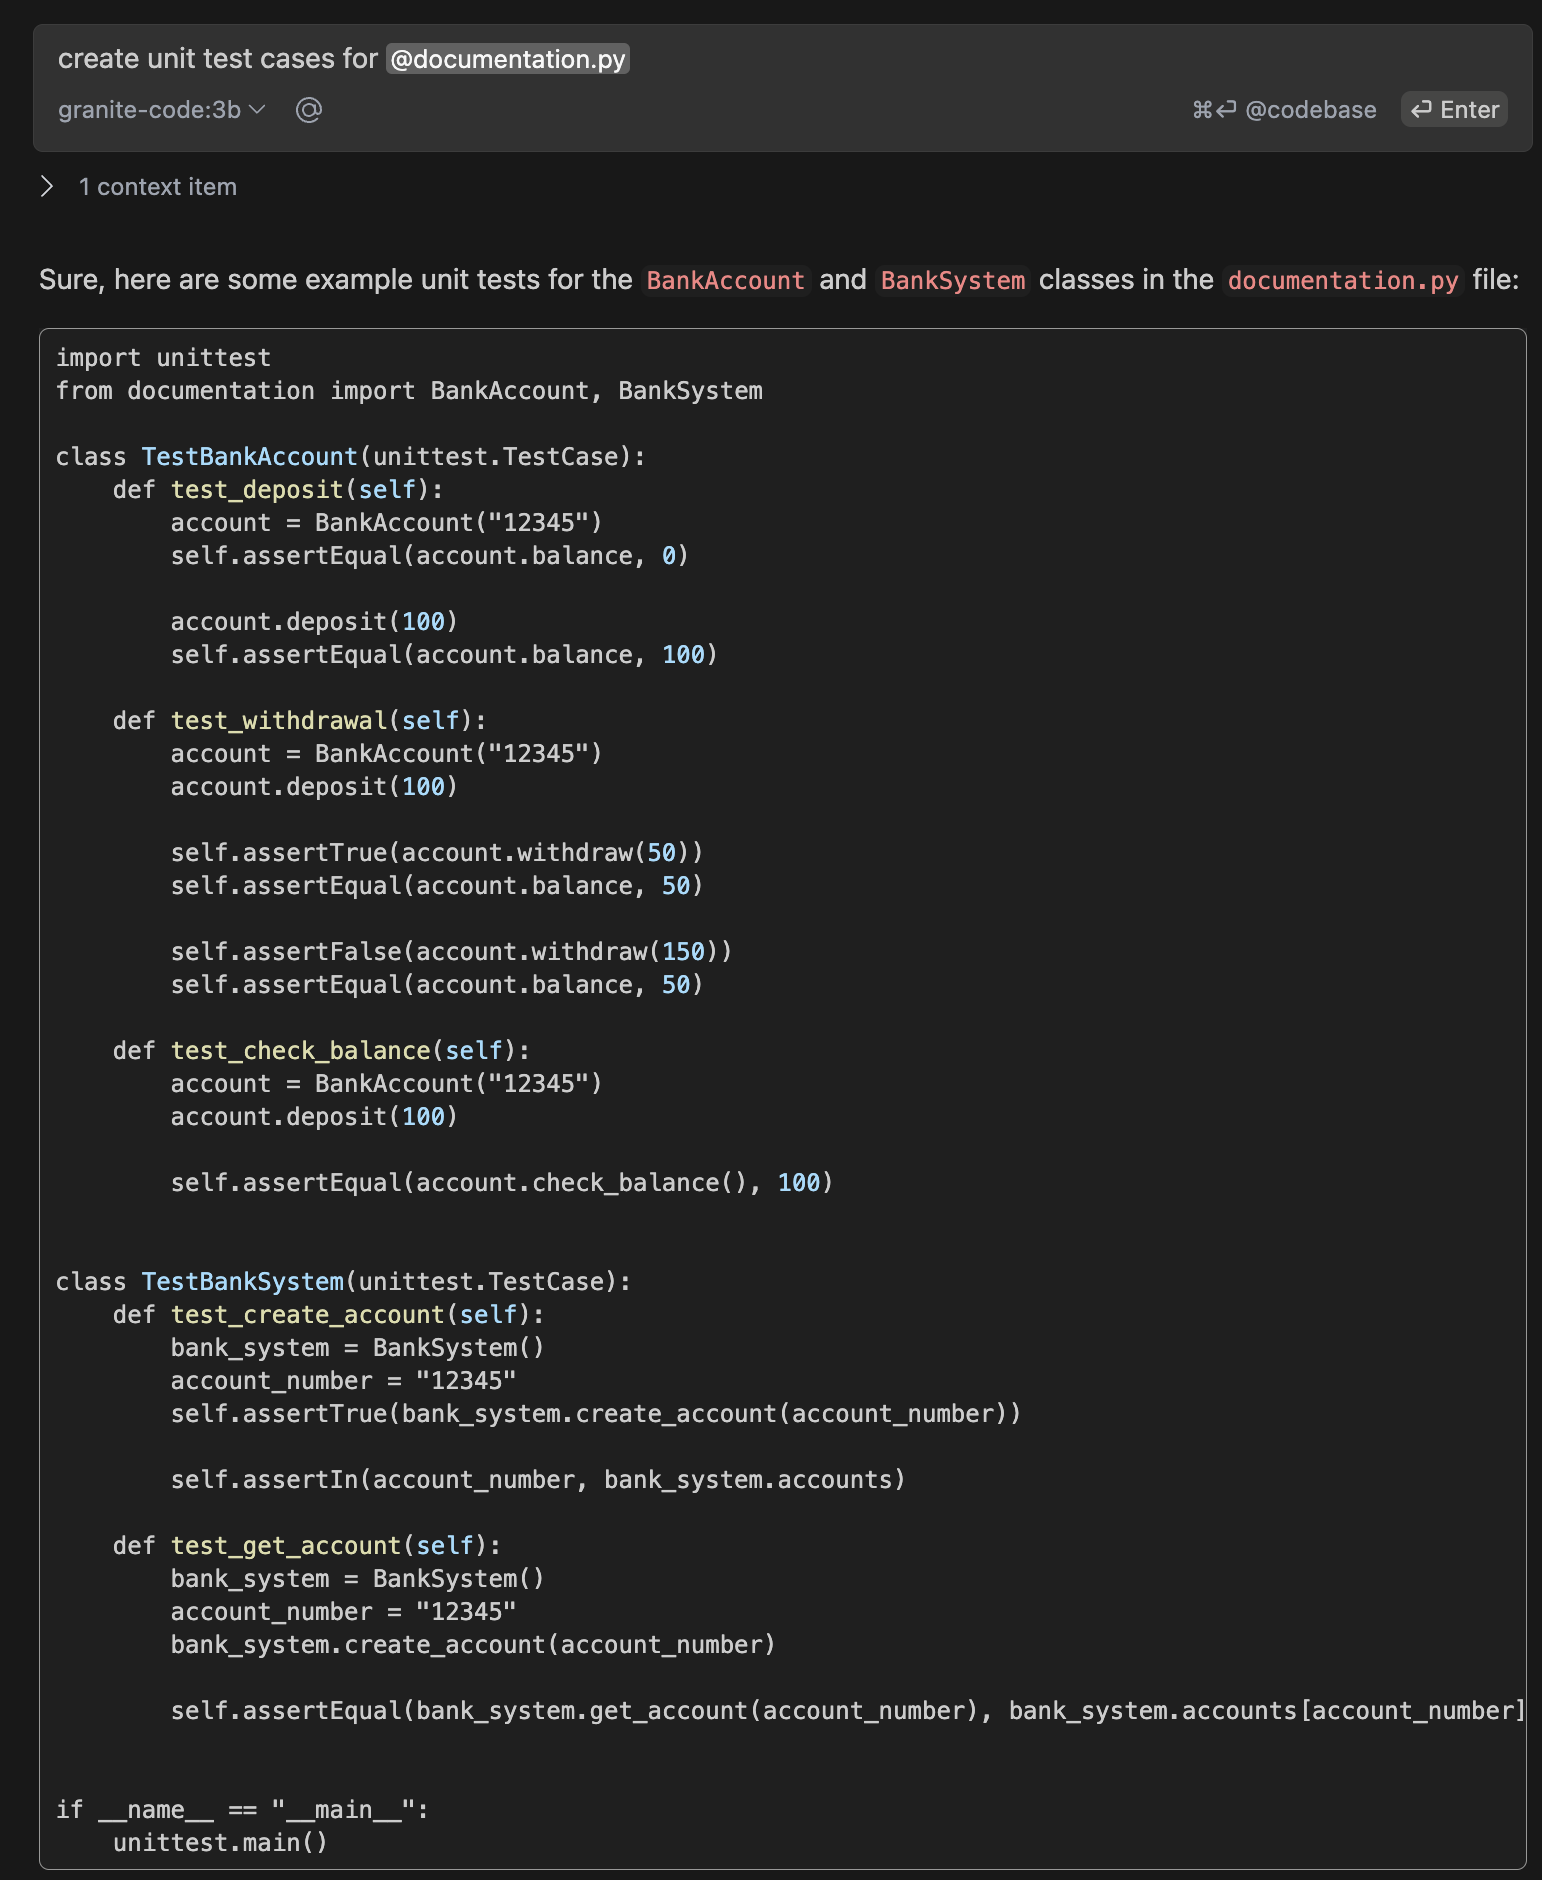 create unit test cases for @documentation.py
granite-code:3b @ ⌘⏎ @codebase ⏎ Enter
1 context item
Sure, here are some example unit tests for the BankAccount and BankSystem classes in the documentation.py file:
import unittest
from documentation import BankAccount, BankSystem

class TestBankAccount(unittest.TestCase):
    def test_deposit(self):
        account = BankAccount("12345")
        self.assertEqual(account.balance, 0)

        account.deposit(100)
        self.assertEqual(account.balance, 100)

    def test_withdrawal(self):
        account = BankAccount("12345")
        account.deposit(100)

        self.assertTrue(account.withdraw(50))
        self.assertEqual(account.balance, 50)

        self.assertFalse(account.withdraw(150))
        self.assertEqual(account.balance, 50)

    def test_check_balance(self):
        account = BankAccount("12345")
        account.deposit(100)

        self.assertEqual(account.check_balance(), 100)


class TestBankSystem(unittest.TestCase):
    def test_create_account(self):
        bank_system = BankSystem()
        account_number = "12345"
        self.assertTrue(bank_system.create_account(account_number))

        self.assertIn(account_number, bank_system.accounts)

    def test_get_account(self):
        bank_system = BankSystem()
        account_number = "12345"
        bank_system.create_account(account_number)

        self.assertEqual(bank_system.get_account(account_number), bank_system.accounts[account_number]


if __name__ == "__main__":
    unittest.main()